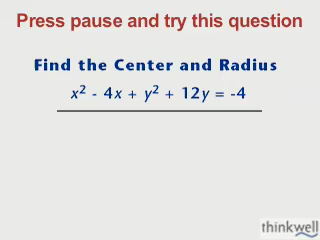 Press pause and try this question
Find the Center and Radius
x² - 4x + y² + 12y = -4
thinkwell